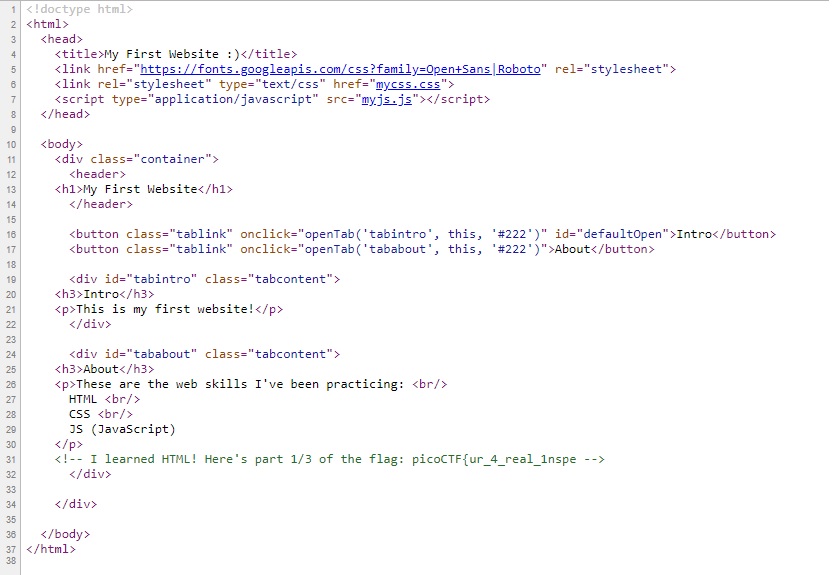 1 <!doctype html>
2 <html>
3 <head>
4 <title>My First Website :)</title>
5 <link href="https://fonts.googleapis.com/css?family=Open+Sans|Roboto" rel="stylesheet">
6 <link rel="stylesheet" type="text/css" href="mycss.css">
7 <script type="application/javascript" src="myjs.js"></script>
8 </head>
9
10 <body>
11 <div class="container">
12 <header>
13 <h1>My First Website</h1>
14 </header>
15
16 <button class="tablink" onclick="openTab('tabintro', this, '#222')" id="defaultOpen">Intro</button>
17 <button class="tablink" onclick="openTab('tababout', this, '#222')">About</button>
18
19 <div id="tabintro" class="tabcontent">
20 <h3>Intro</h3>
21 <p>This is my first website!</p>
22 </div>
23
24 <div id="tababout" class="tabcontent">
25 <h3>About</h3>
26 <p>These are the web skills I've been practicing: <br/>
27 HTML <br/>
28 CSS <br/>
29 JS (JavaScript)
30 </p>
31 <!-- I learned HTML! Here's part 1/3 of the flag: picoCTF{ur_4_real_1nspe -->
32 </div>
33
34 </div>
35
36 </body>
37 </html>
38